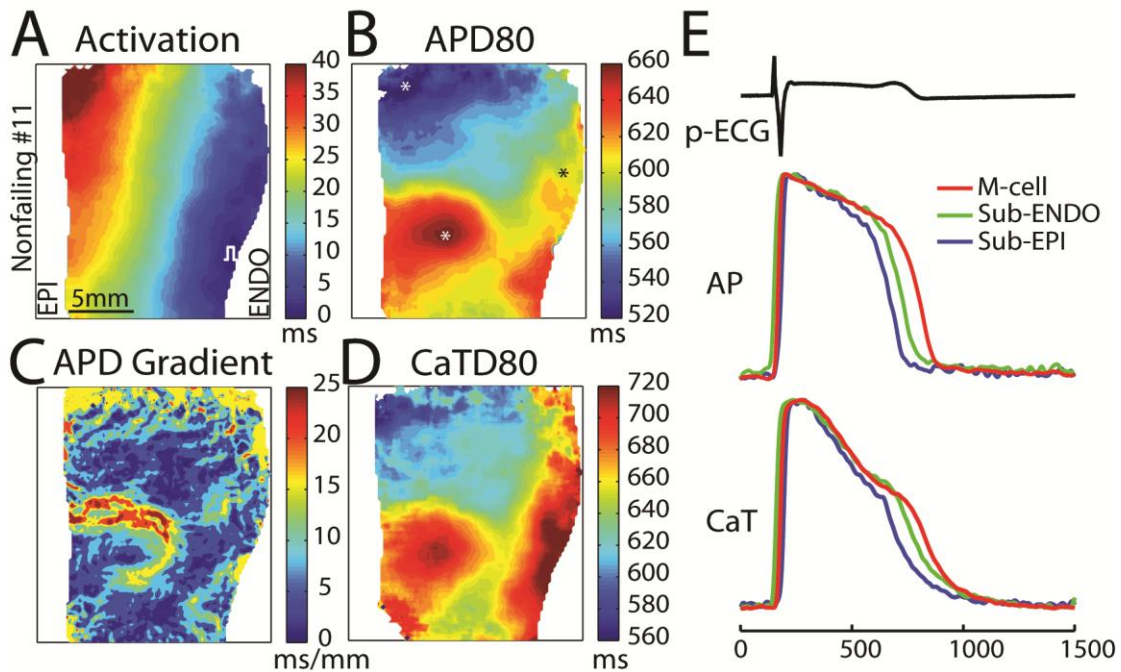 A Activation
Nonfailing #11
EPI
5mm
ENDO
40
35
30
25
20
15
10
5
0
ms
B APD80
*
*
*
660
640
620
600
580
560
540
520
ms
C APD Gradient
25
20
15
10
5
0
ms/mm
D CaTD80
720
700
680
660
640
620
600
580
560
ms
E
p-ECG
M-cell
Sub-ENDO
Sub-EPI
AP
CaT
0 500 1000 1500